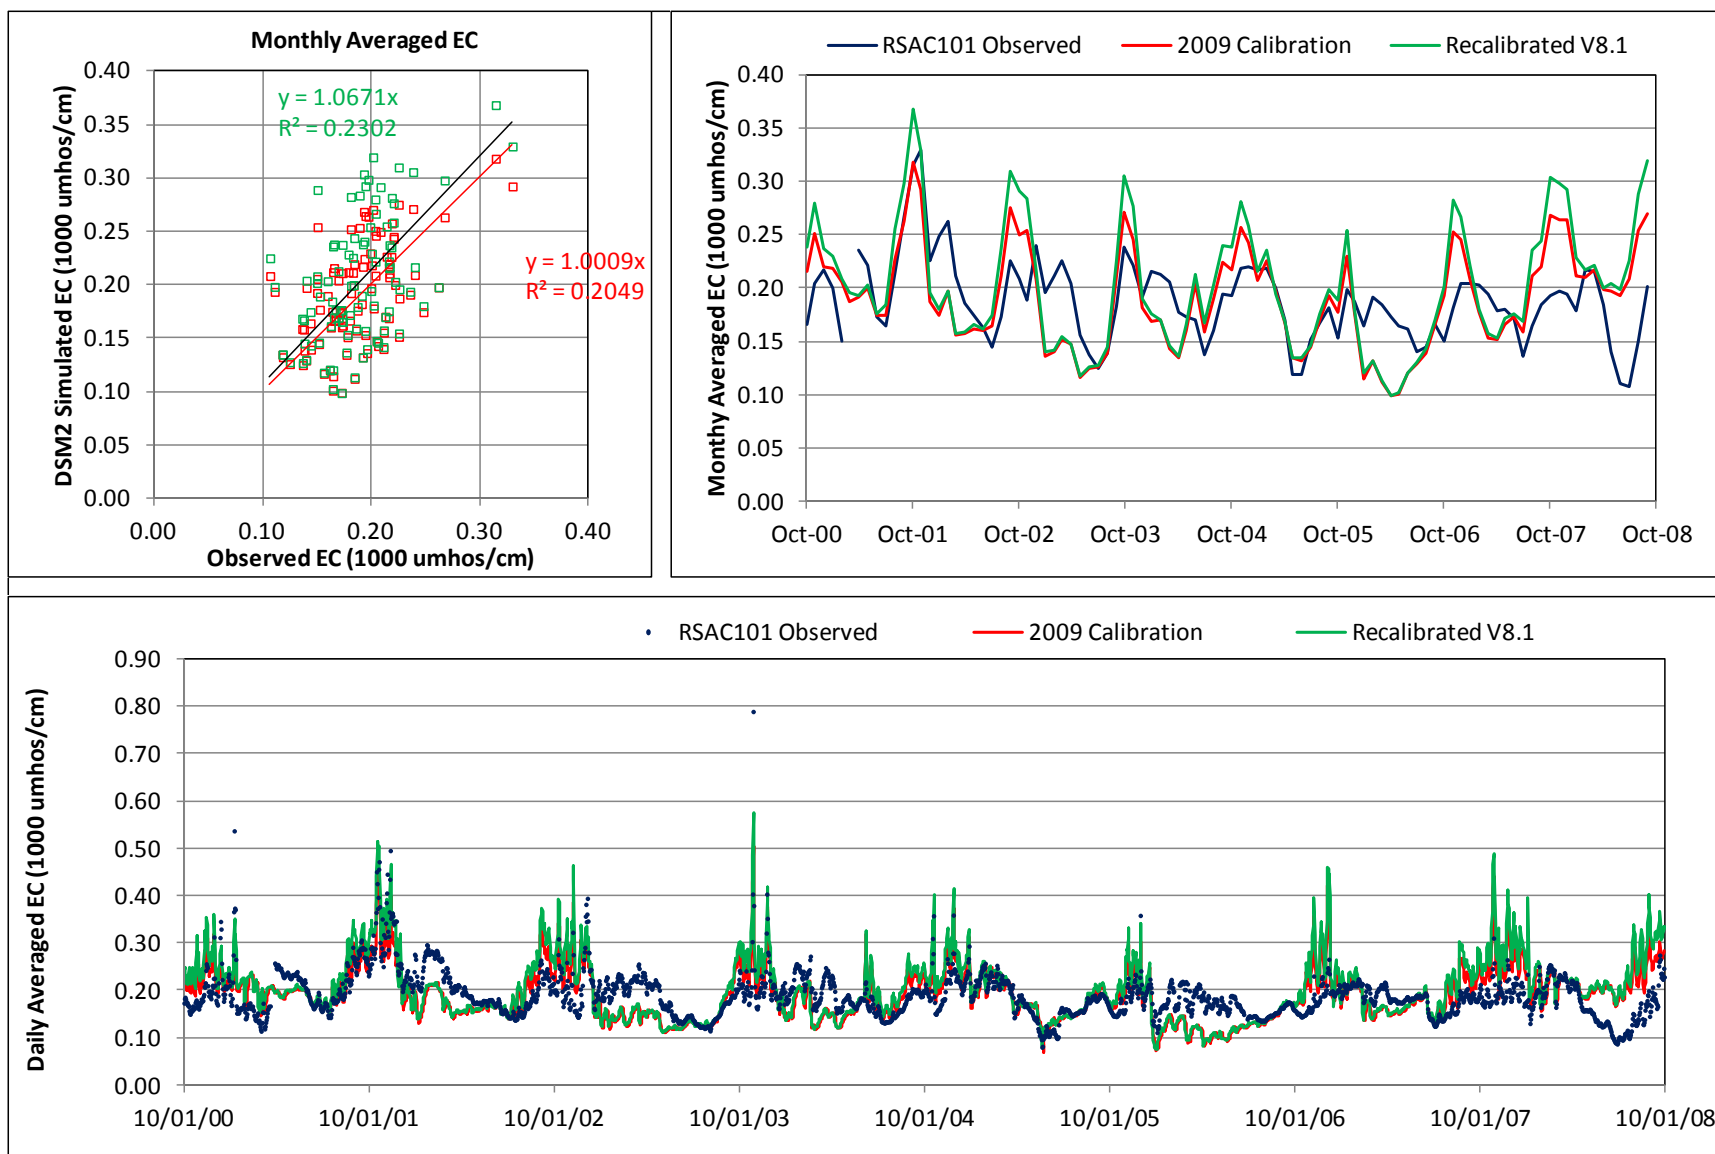 Monthly Averaged EC
y = 1.0671x
R² = 0.2302
y = 1.0009x
R² = 0.2049
DSM2 Simulated EC (1000 umhos/cm)
0.40
0.35
0.30
0.25
0.20
0.15
0.10
0.05
0.00
0.00 0.10 0.20 0.30 0.40
Observed EC (1000 umhos/cm)
RSAC101 Observed 2009 Calibration Recalibrated V8.1
Monthy Averaged EC (1000 umhos/cm)
0.40
0.35
0.30
0.25
0.20
0.15
0.10
0.05
0.00
Oct-00 Oct-01 Oct-02 Oct-03 Oct-04 Oct-05 Oct-06 Oct-07 Oct-08
RSAC101 Observed 2009 Calibration Recalibrated V8.1
Daily Averaged EC (1000 umhos/cm)
0.90
0.80
0.70
0.60
0.50
0.40
0.30
0.20
0.10
0.00
10/01/00 10/01/01 10/01/02 10/01/03 10/01/04 10/01/05 10/01/06 10/01/07 10/01/08